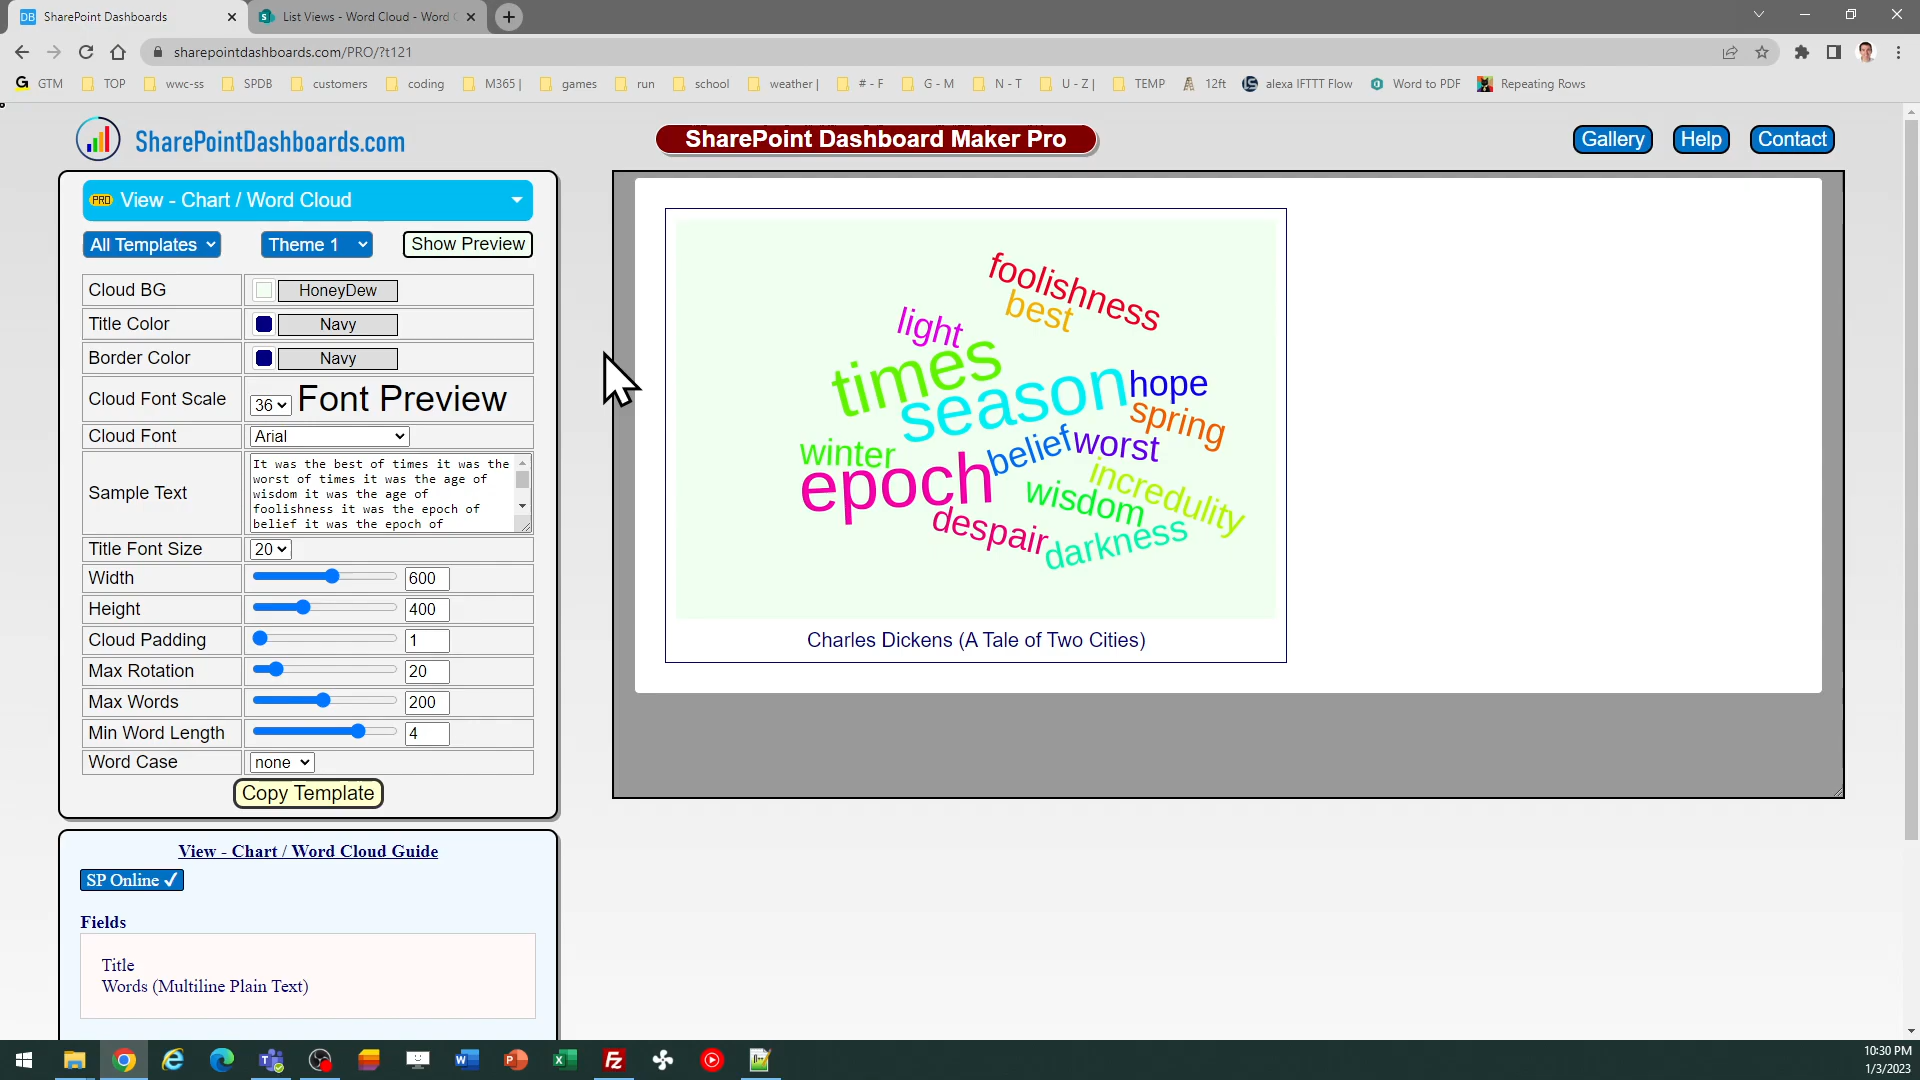 SharePoint Dashboards
List Views - Word Cloud - Word C
sharepointdashboards.com/PRO/?t121
GTM
TOP
wwc-ss
SPDB
customers
coding
M365 |
games
run
school
weather |
# - F
G - M
N - T
U - Z |
TEMP
12ft
alexa IFTTT Flow
Word to PDF
Repeating Rows
SharePointDashboards.com
SharePoint Dashboard Maker Pro
Gallery
Help
Contact
PRO View - Chart / Word Cloud
All Templates
Theme 1
Show Preview
Cloud BG
HoneyDew
Title Color
Navy
Border Color
Navy
Cloud Font Scale
36
Font Preview
Cloud Font
Arial
Sample Text
It was the best of times it was the
worst of times it was the age of
wisdom it was the age of
foolishness it was the epoch of
belief it was the epoch of
Title Font Size
20
Width
600
Height
400
Cloud Padding
1
Max Rotation
20
Max Words
200
Min Word Length
4
Word Case
none
Copy Template
View - Chart / Word Cloud Guide
SP Online ✓
Fields
Title
Words (Multiline Plain Text)
foolishness
best
light
times
season
hope
spring
winter
belief
worst
epoch
incredulity
wisdom
despair
darkness
Charles Dickens (A Tale of Two Cities)
10:30 PM
1/3/2023